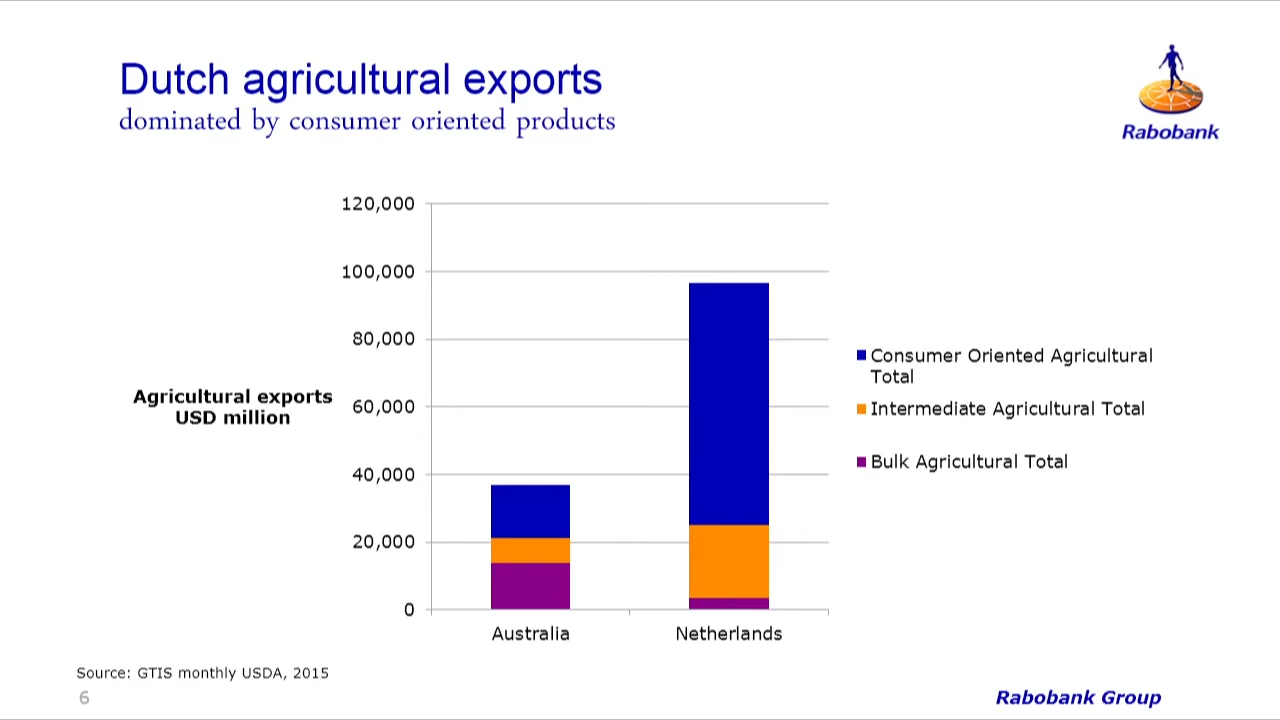 Dutch agricultural exports
dominated by consumer oriented products
Rabobank
120,000
100,000
80,000
60,000
40,000
20,000
0
Agricultural exports
USD million
Australia
Netherlands
Consumer Oriented Agricultural
Total
Intermediate Agricultural Total
Bulk Agricultural Total
Source: GTIS monthly USDA, 2015
6
Rabobank Group